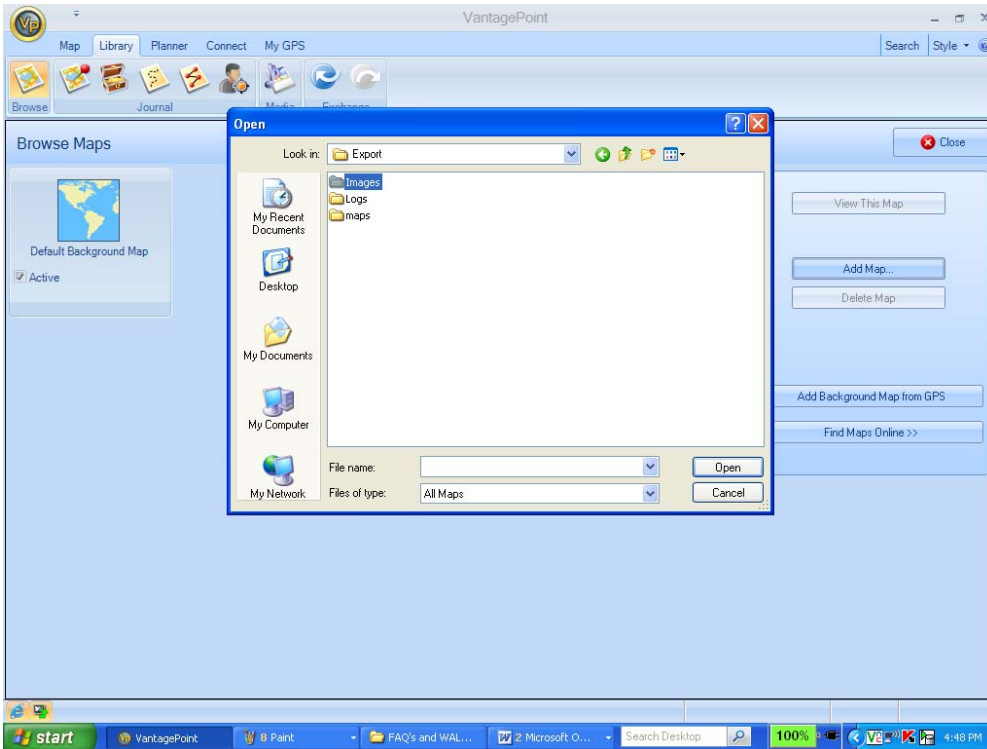 Vp
VantagePoint
Map Library Planner Connect My GPS Search Style
Browse Journal Media Exchange
Browse Maps
Close
Default Background Map
Active
Open
Look in: Export
Images
Logs
maps
My Recent
Documents
Desktop
My Documents
My Computer
My Network
File name:
Open
Files of type: All Maps
Cancel
View This Map
Add Map...
Delete Map
Add Background Map from GPS
Find Maps Online >>
start VantagePoint 8 Paint FAQ's and WAL... 2 Microsoft O... Search Desktop 100% 4:48 PM